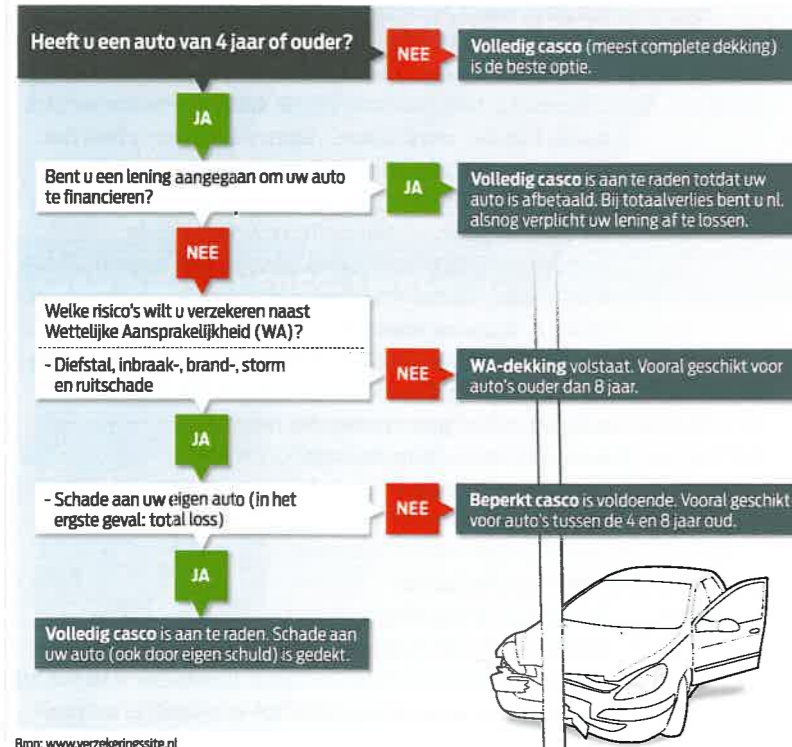 Heeft u een auto van 4 jaar of ouder?
NEE
Volledig casco (meest complete dekking)
is de beste optie.
JA
Bent u een lening aangegaan om uw auto
te financieren?
JA
Volledig casco is aan te raden totdat uw
auto is afbetaald. Bij totaalverlies bent u nl.
alsnog verplicht uw lening af te lossen.
NEE
Welke risico's wilt u verzekeren naast
Wettelijke Aansprakelijkheid (WA)?
- Diefstal, inbraak-, brand-, storm
en ruitschade
NEE
WA-dekking volstaat. Vooral geschikt voor
auto's ouder dan 8 jaar.
JA
- Schade aan uw eigen auto (in het
ergste geval: total loss)
NEE
Beperkt casco is voldoende. Vooral geschikt
voor auto's tussen de 4 en 8 jaar oud.
JA
Volledig casco is aan te raden. Schade aan
uw auto (ook door eigen schuld) is gedekt.
Bron: www.verzekeringssite.nl